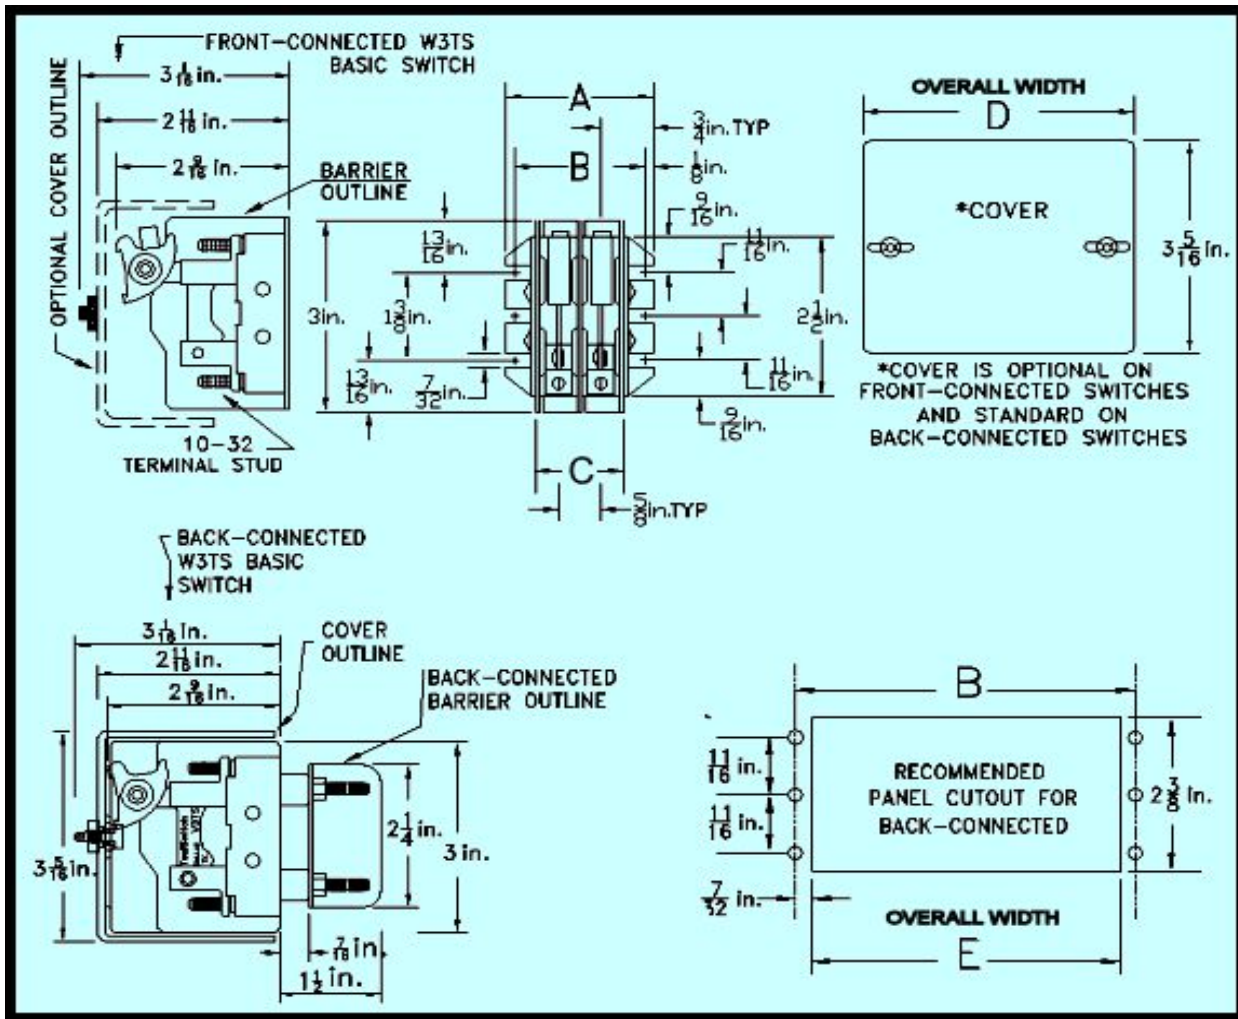 FRONT-CONNECTED W3TS
BASIC SWITCH
3 1/16 in.
2 11/16 in.
2 9/16 in.
OPTIONAL COVER OUTLINE
BARRIER
OUTLINE
10-32
TERMINAL STUD
A
3/4 in. TYP
B
1/8 in.
9/16 in.
13/16 in.
11/16 in.
3 in.
1 3/8 in.
2 1/2 in.
13/16 in.
7/32 in.
11/16 in.
9/16 in.
C
5/8 in. TYP
OVERALL WIDTH
D
*COVER
3 5/16 in.
*COVER IS OPTIONAL ON
FRONT-CONNECTED SWITCHES
AND STANDARD ON
BACK-CONNECTED SWITCHES
BACK-CONNECTED
W3TS BASIC
SWITCH
3 1/16 in.
2 11/16 in.
2 9/16 in.
COVER
OUTLINE
BACK-CONNECTED
BARRIER OUTLINE
2 1/4 in.
3 in.
3 5/16 in.
1 1/2 in.
B
11/16 in.
11/16 in.
RECOMMENDED
PANEL CUTOUT FOR
BACK-CONNECTED
2 3/8 in.
7/32 in.
OVERALL WIDTH
E